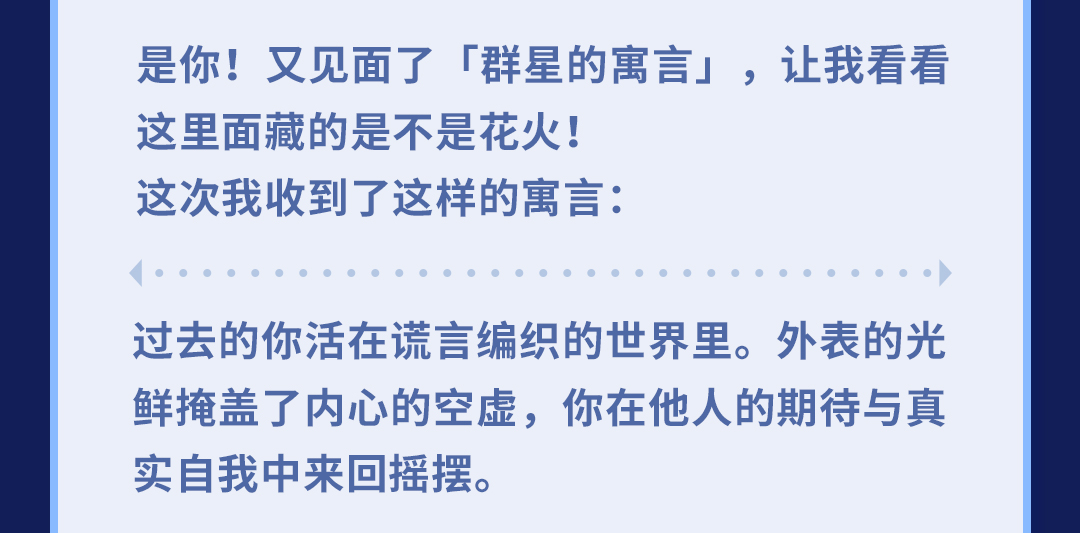 是你！又见面了「群星的寓言」，让我看看
这里面藏的是不是花火！
这次我收到了这样的寓言：
过去的你活在谎言编织的世界里。外表的光
鲜掩盖了内心的空虚，你在他人的期待与真
实自我中来回摇摆。